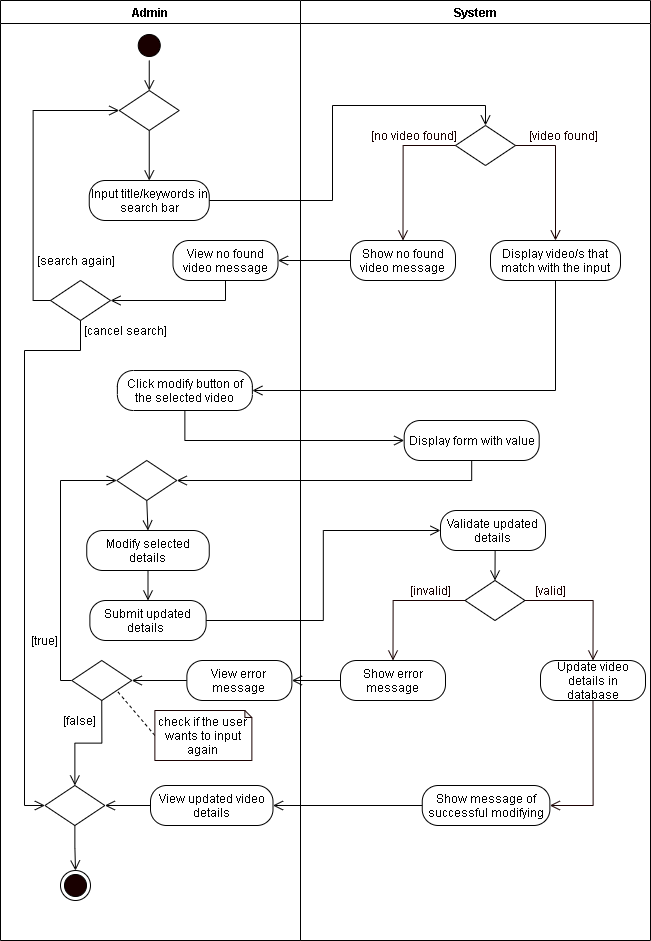 Admin
System
[no video found]
[video found]
Input title/keywords in
search bar
View no found
video message
Show no found
video message
Display video/s that
match with the input
[search again]
[cancel search]
Click modify button of
the selected video
Display form with value
Validate updated
details
Modify selected
details
[invalid]
[valid]
Submit updated
details
[true]
View error
message
Show error
message
Update video
details in
database
[false]
check if the user
wants to input
again
View updated video
details
Show message of
successful modifying